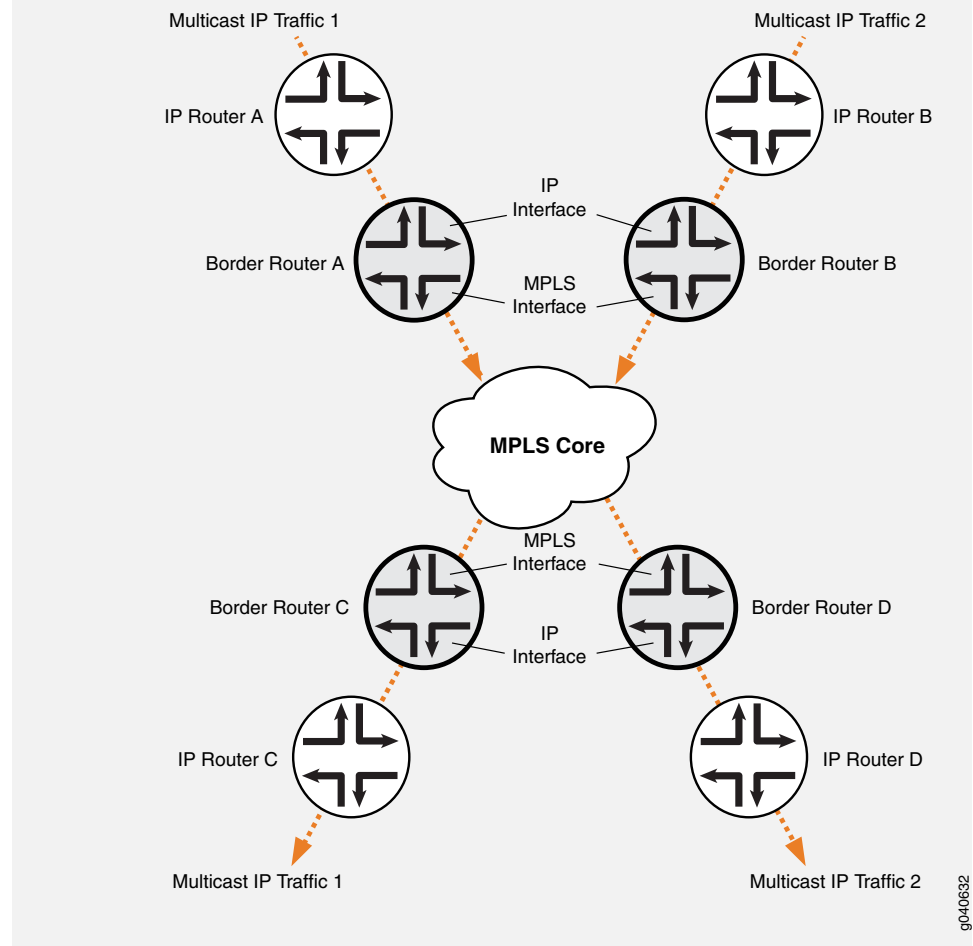 Multicast IP Traffic 1
Multicast IP Traffic 2
IP Router A
IP Router B
IP
Interface
Border Router A
Border Router B
MPLS
Interface
MPLS Core
MPLS
Interface
Border Router C
Border Router D
IP
Interface
IP Router C
IP Router D
Multicast IP Traffic 1
Multicast IP Traffic 2
g040632